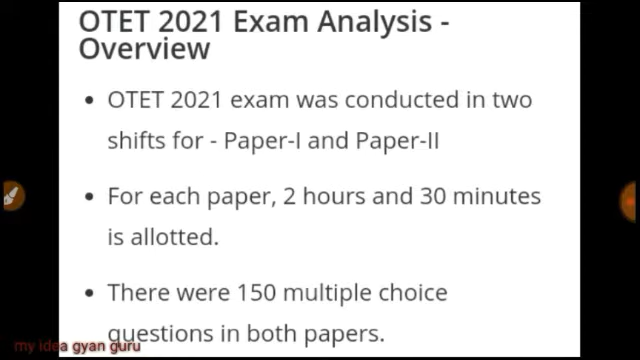 OTET 2021 Exam Analysis -
Overview
• OTET 2021 exam was conducted in two
shifts for - Paper-I and Paper-II
• For each paper, 2 hours and 30 minutes
is allotted.
• There were 150 multiple choice
questions in both papers.
my idea gyan guru